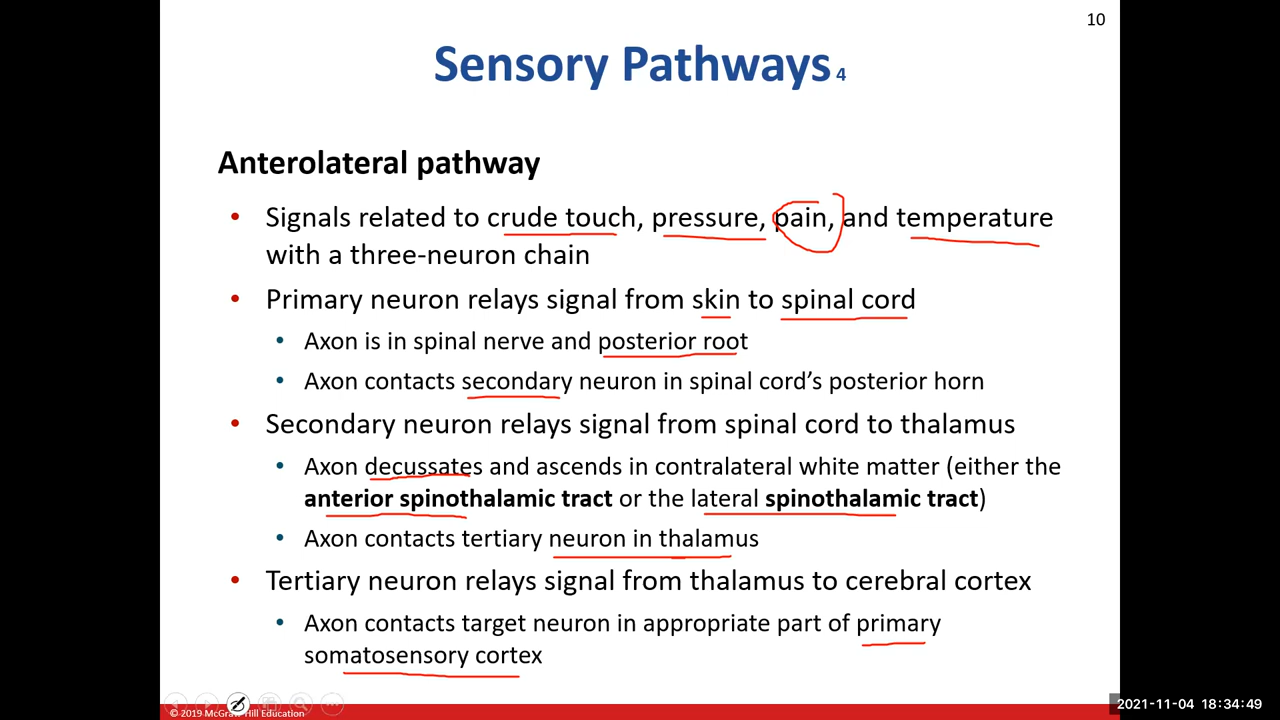 10
Sensory Pathways 4
Anterolateral pathway
• Signals related to crude touch, pressure, pain, and temperature
with a three-neuron chain
• Primary neuron relays signal from skin to spinal cord
• Axon is in spinal nerve and posterior root
• Axon contacts secondary neuron in spinal cord’s posterior horn
• Secondary neuron relays signal from spinal cord to thalamus
• Axon decussates and ascends in contralateral white matter (either the
anterior spinothalamic tract or the lateral spinothalamic tract)
• Axon contacts tertiary neuron in thalamus
• Tertiary neuron relays signal from thalamus to cerebral cortex
• Axon contacts target neuron in appropriate part of primary
somatosensory cortex
© 2019 McGraw-Hill Education
2021-11-04 18:34:49